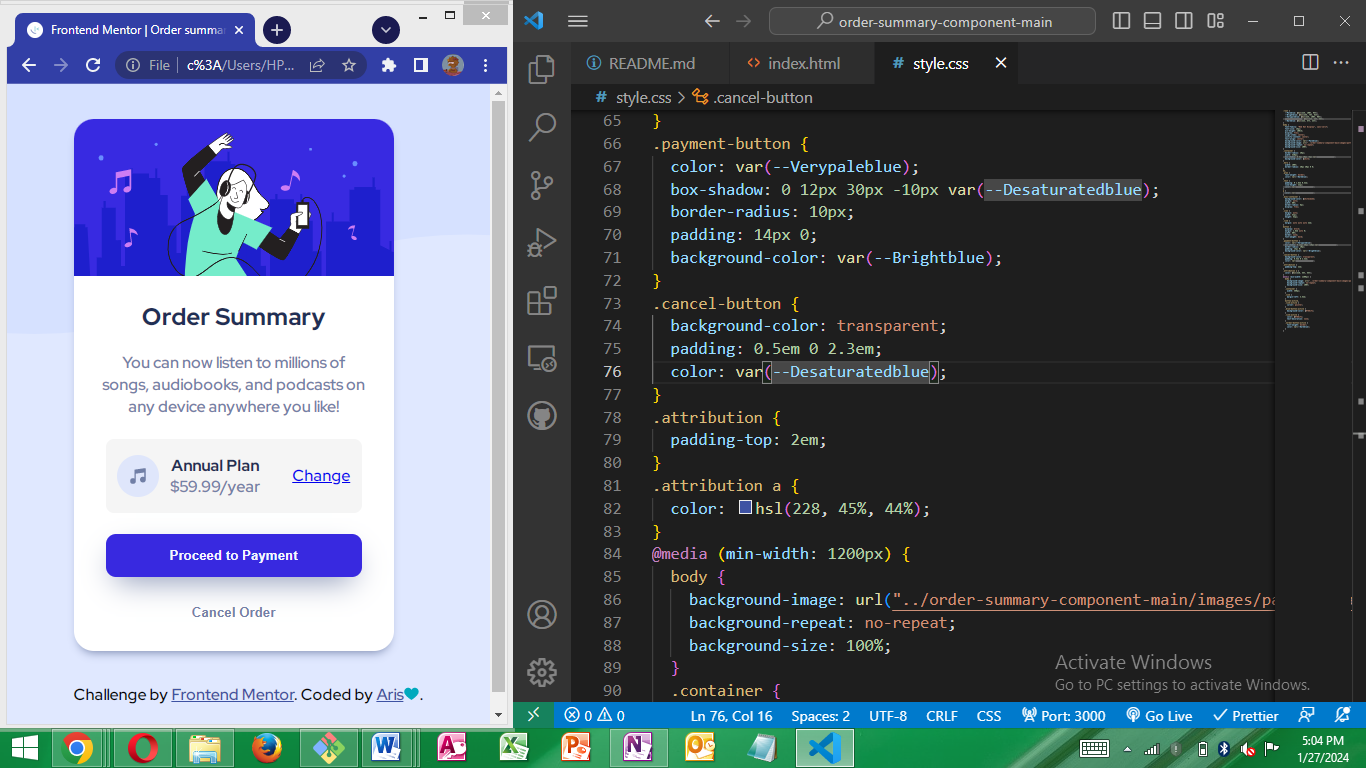 Frontend Mentor | Order summa
File
c%3A/Users/HP...
Order Summary
You can now listen to millions of
songs, audiobooks, and podcasts on
any device anywhere you like!
Annual Plan
$59.99/year
Change
Proceed to Payment
Cancel Order
Challenge by Frontend Mentor. Coded by Aris.
order-summary-component-main
README.md
index.html
# style.css
# style.css > .cancel-button
65 }
66 .payment-button {
67 color: var(--Verypaleblue);
68 box-shadow: 0 12px 30px -10px var(--Desaturatedblue);
69 border-radius: 10px;
70 padding: 14px 0;
71 background-color: var(--Brightblue);
72 }
73 .cancel-button {
74 background-color: transparent;
75 padding: 0.5em 0 2.3em;
76 color: var(--Desaturatedblue);
77 }
78 .attribution {
79 padding-top: 2em;
80 }
81 .attribution a {
82 color: hsl(228, 45%, 44%);
83 }
84 @media (min-width: 1200px) {
85 body {
86 background-image: url("../order-summary-component-main/images/pa
87 background-repeat: no-repeat;
88 background-size: 100%;
89 }
90 .container {
Activate Windows
Go to PC settings to activate Windows.
0 0
Ln 76, Col 16
Spaces: 2
UTF-8
CRLF
CSS
Port: 3000
Go Live
Prettier
5:04 PM
1/27/2024